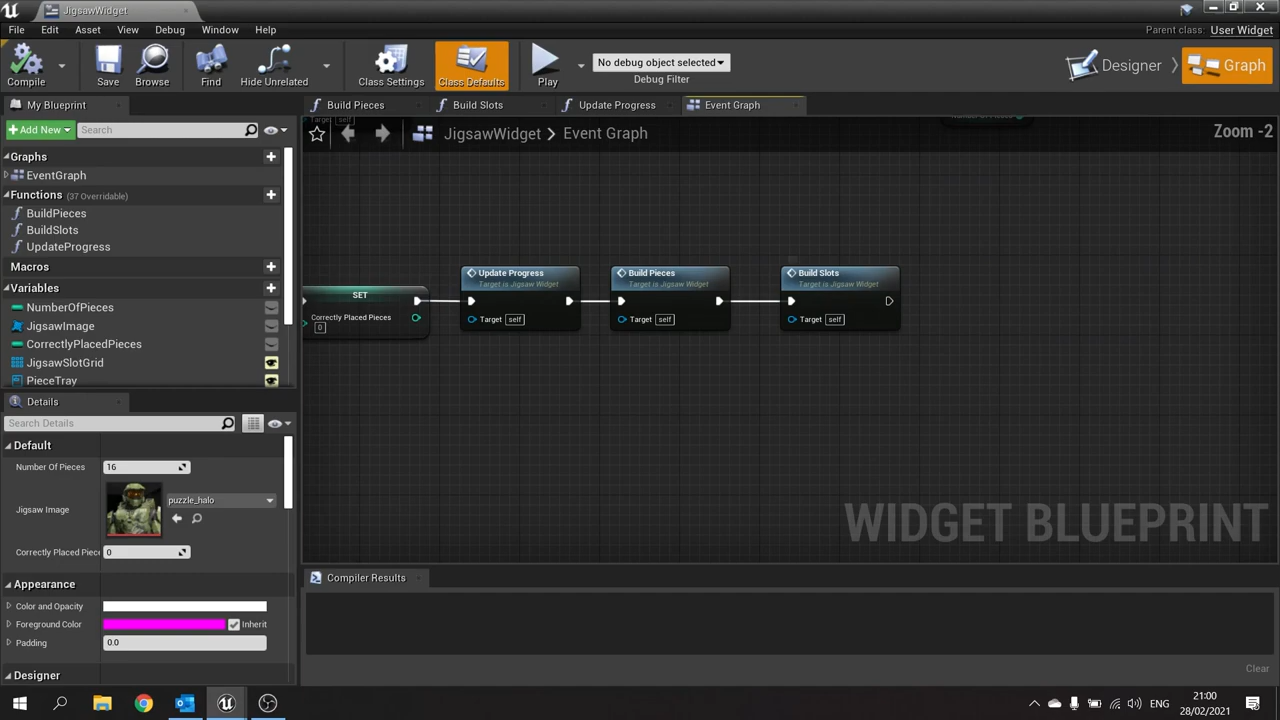 JigsawWidget
File Edit Asset View Debug Window Help
Parent class: User Widget
Compile
Save
Browse
Find
Hide Unrelated
Class Settings
Class Defaults
Play
No debug object selected
Debug Filter
Designer
Graph
My Blueprint
Build Pieces
Build Slots
Update Progress
Event Graph
Add New
Search
JigsawWidget > Event Graph
Zoom -2
Graphs
EventGraph
Functions (37 Overridable)
BuildPieces
BuildSlots
UpdateProgress
Macros
Variables
NumberOfPieces
JigsawImage
CorrectlyPlacedPieces
JigsawSlotGrid
PieceTray
Target self
SET
Correctly Placed Pieces
0
Update Progress
Target is Jigsaw Widget
Target self
Build Pieces
Target is Jigsaw Widget
Target self
Build Slots
Target is Jigsaw Widget
Target self
WIDGET BLUEPRINT
Details
Search Details
Default
Number Of Pieces 16
Jigsaw Image
puzzle_halo
Correctly Placed Piec 0
Appearance
Color and Opacity
Foreground Color Inherit
Padding 0.0
Designer
Compiler Results
Clear
ENG
21:00
28/02/2021